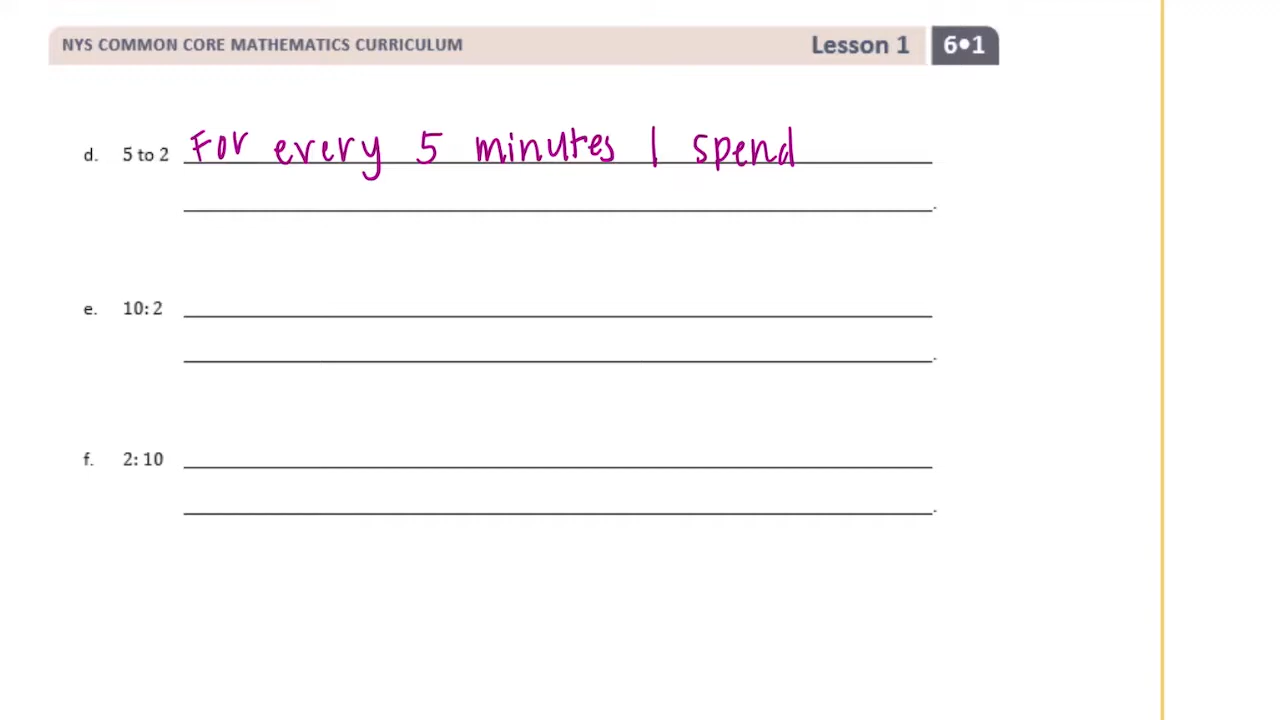 NYS COMMON CORE MATHEMATICS CURRICULUM Lesson 1 6•1
d. 5 to 2 For every 5 minutes I spend
.
e. 10:2
.
f. 2:10
.